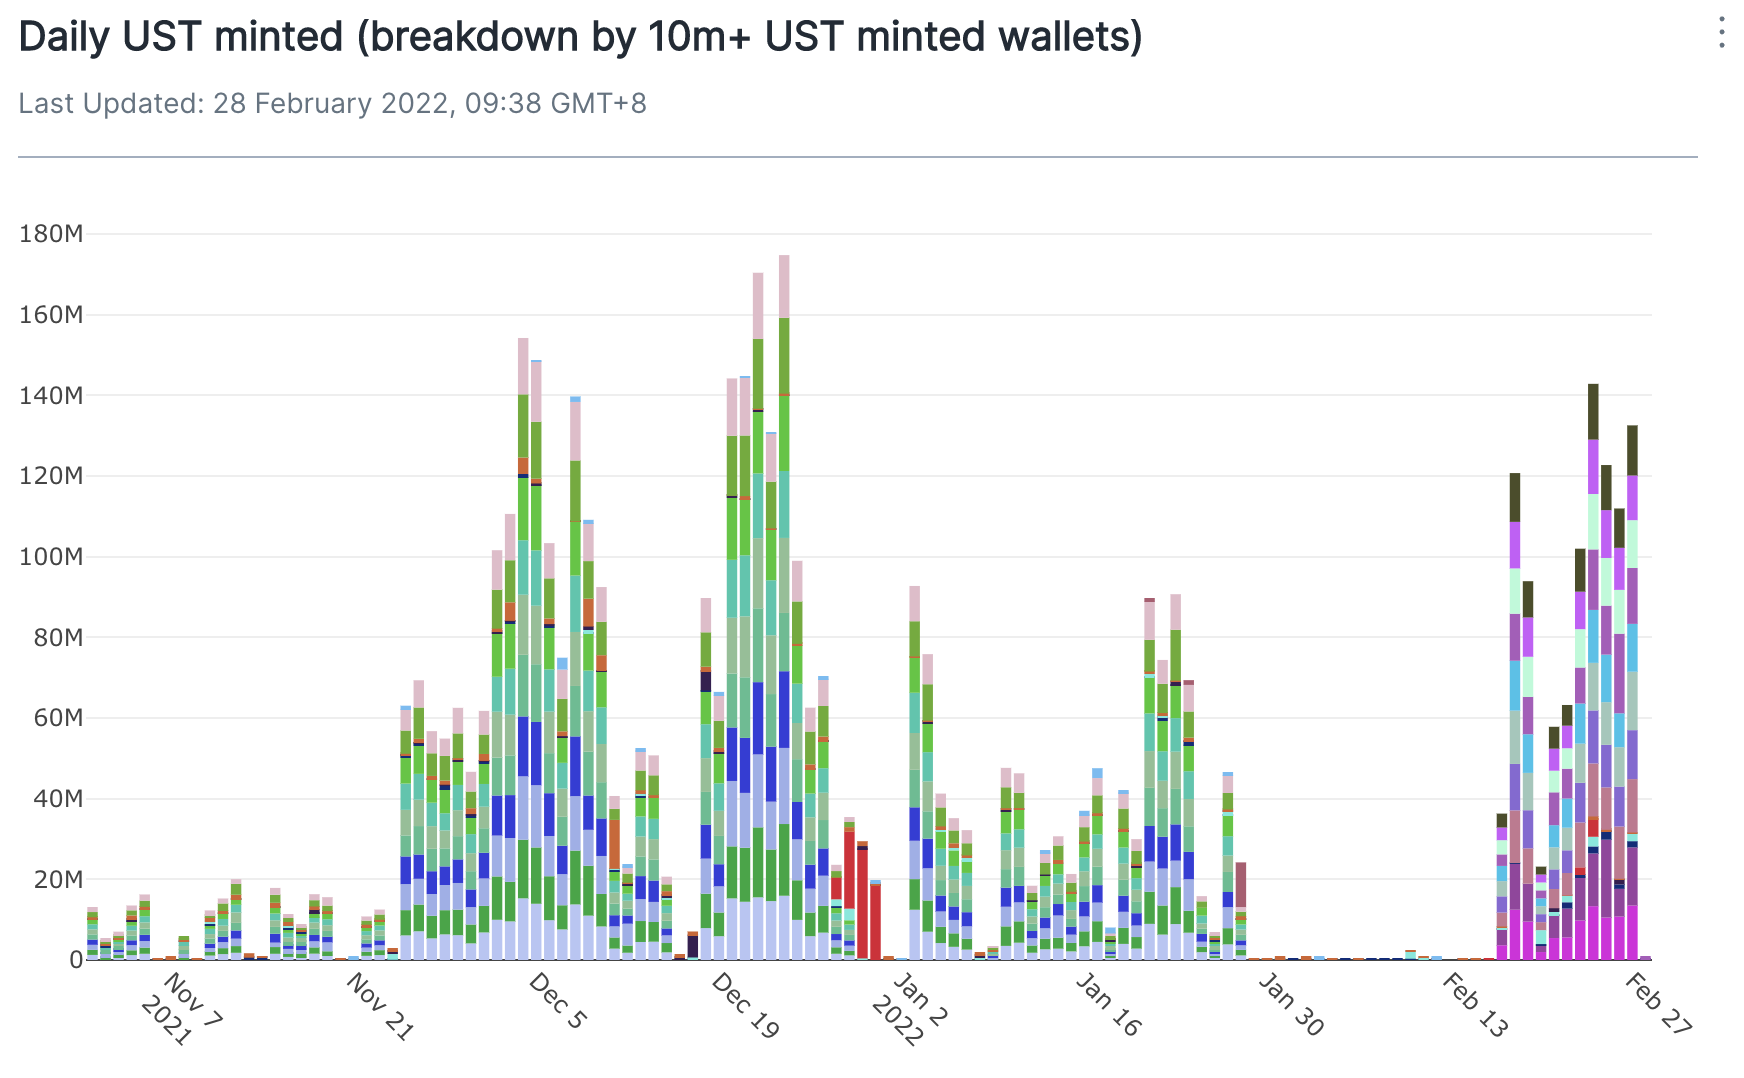 Daily UST minted (breakdown by 10m+ UST minted wallets)
Last Updated: 28 February 2022, 09:38 GMT+8
180M
160M
140M
120M
100M
80M
60M
40M
20M
0
Nov 7
2021
Nov 21
Dec 5
Dec 19
Jan 2
2022
Jan 16
Jan 30
Feb 13
Feb 27